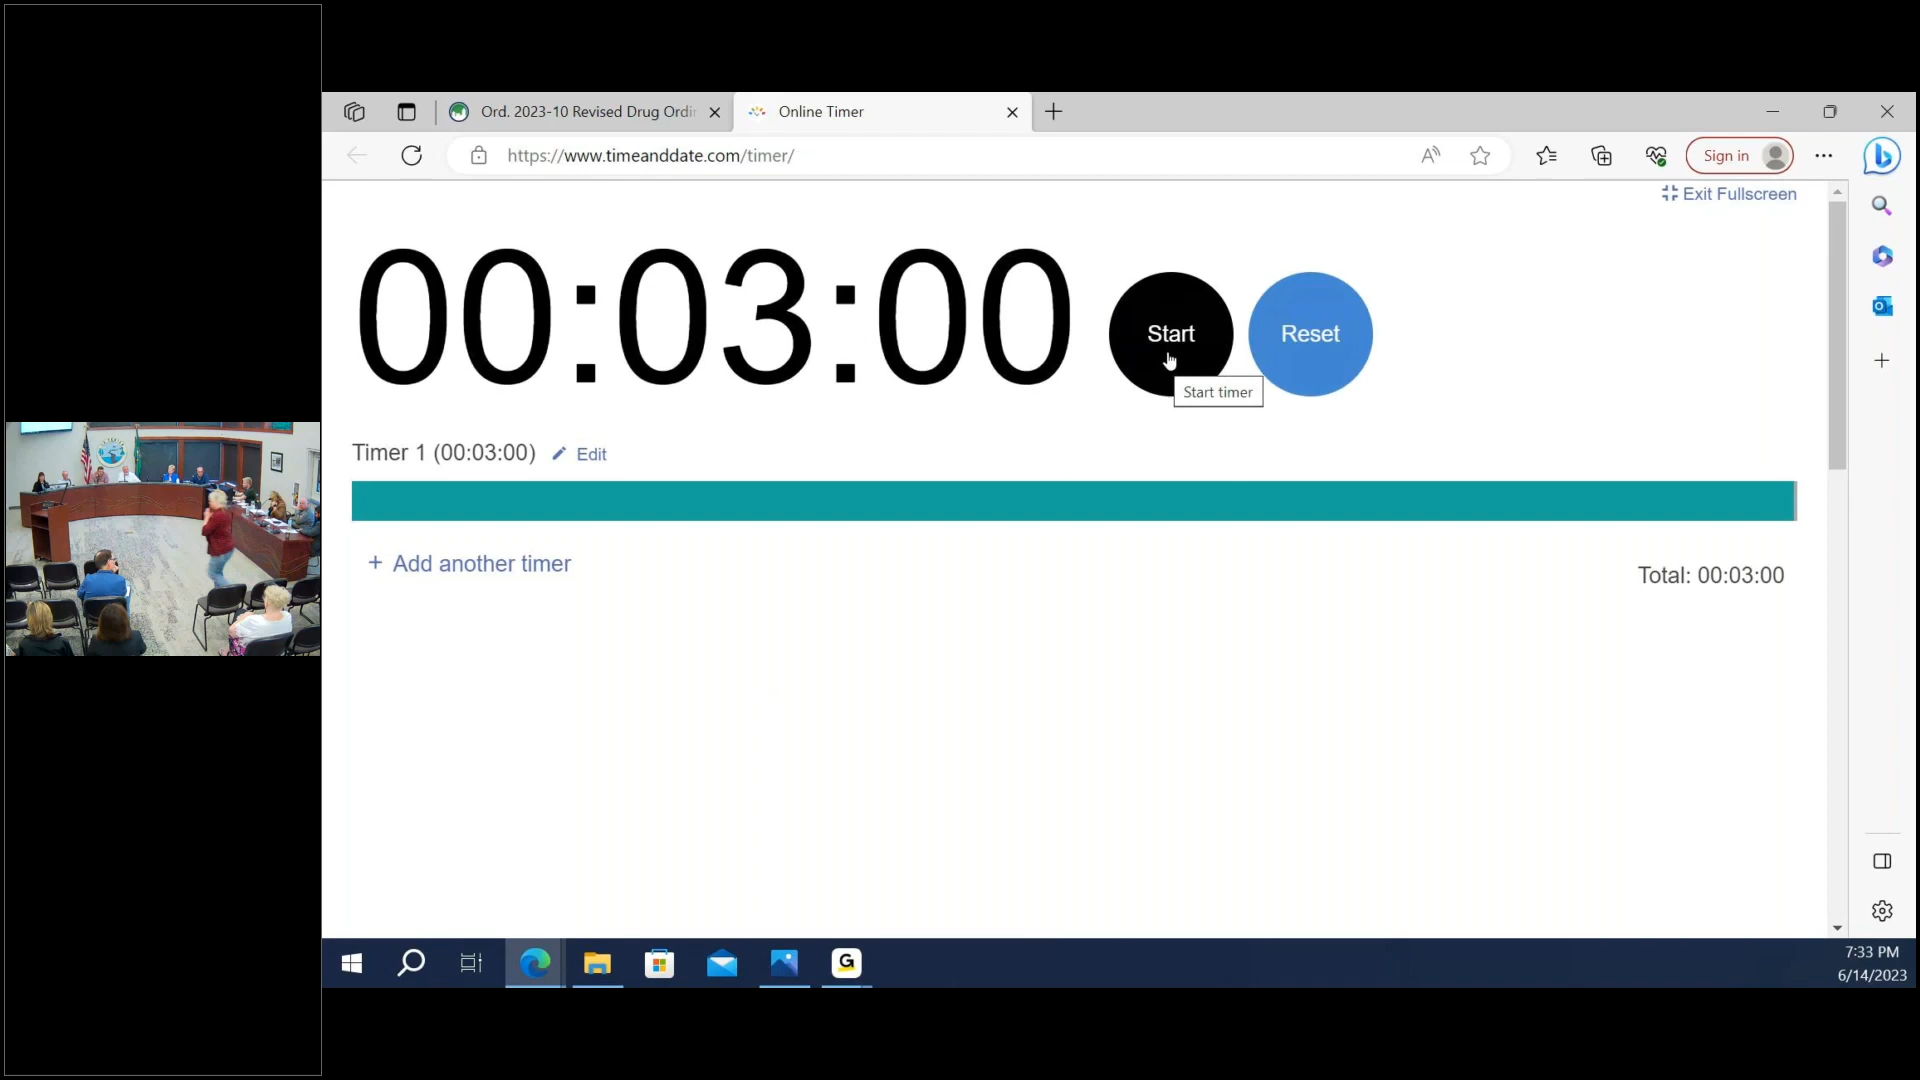 Ord. 2023-10 Revised Drug Ordi
Online Timer
https://www.timeanddate.com/timer/
Sign in
Exit Fullscreen
00:03:00
Start
Reset
Start timer
Timer 1 (00:03:00)
Edit
+ Add another timer
Total: 00:03:00
7:33 PM
6/14/2023